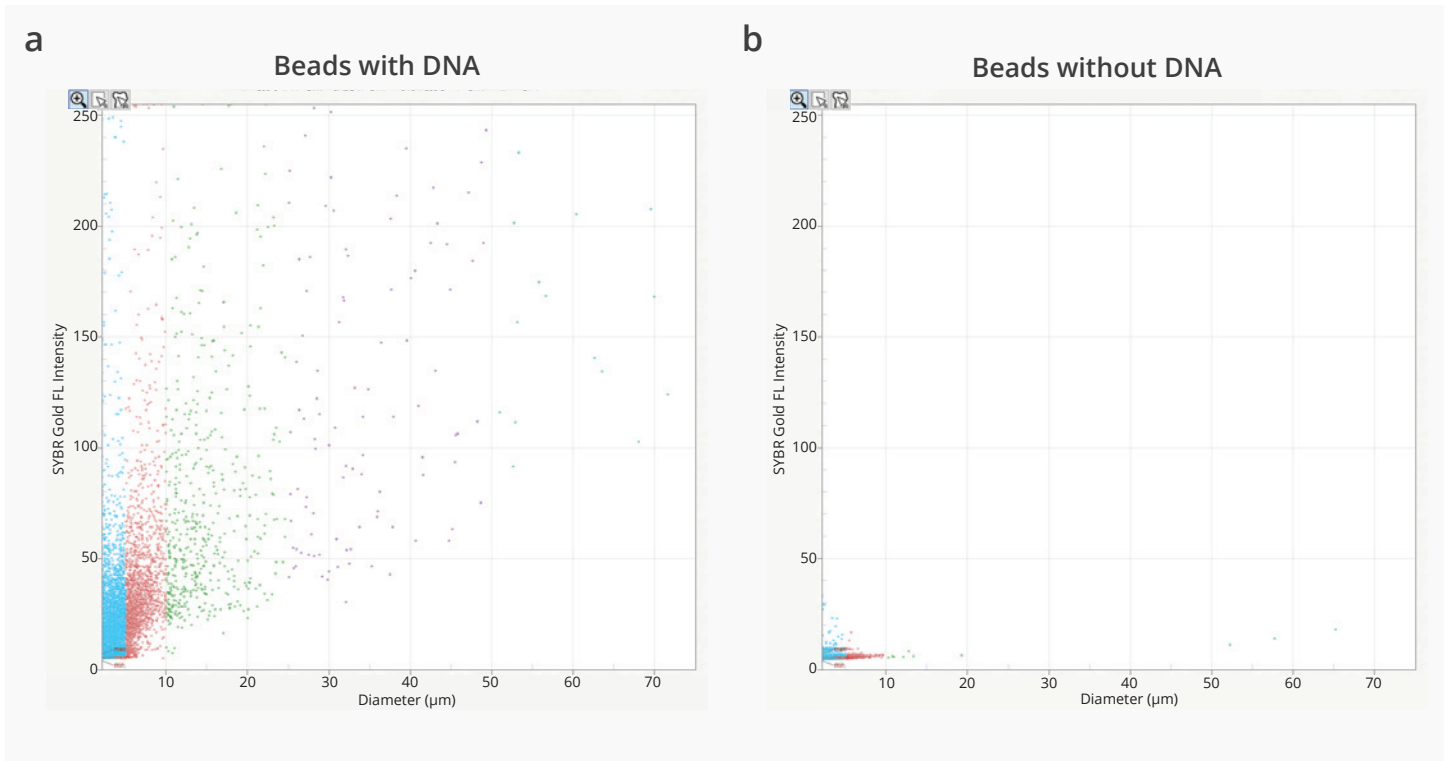 a
Beads with DNA
250
200
150
100
50
0
SYBR Gold FL Intensity
10 20 30 40 50 60 70
Diameter (µm)
b
Beads without DNA
250
200
150
100
50
0
SYBR Gold FL Intensity
10 20 30 40 50 60 70
Diameter (µm)